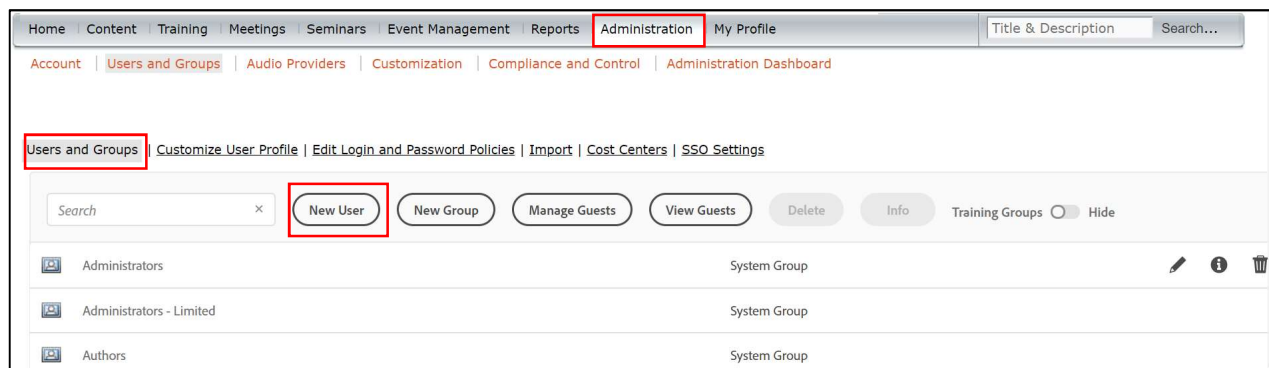 Home Content Training Meetings Seminars Event Management Reports Administration My Profile Title & Description Search...
Account | Users and Groups | Audio Providers | Customization | Compliance and Control | Administration Dashboard
Users and Groups | Customize User Profile | Edit Login and Password Policies | Import | Cost Centers | SSO Settings
Search × New User New Group Manage Guests View Guests Delete Info Training Groups Hide
Administrators System Group
Administrators - Limited System Group
Authors System Group